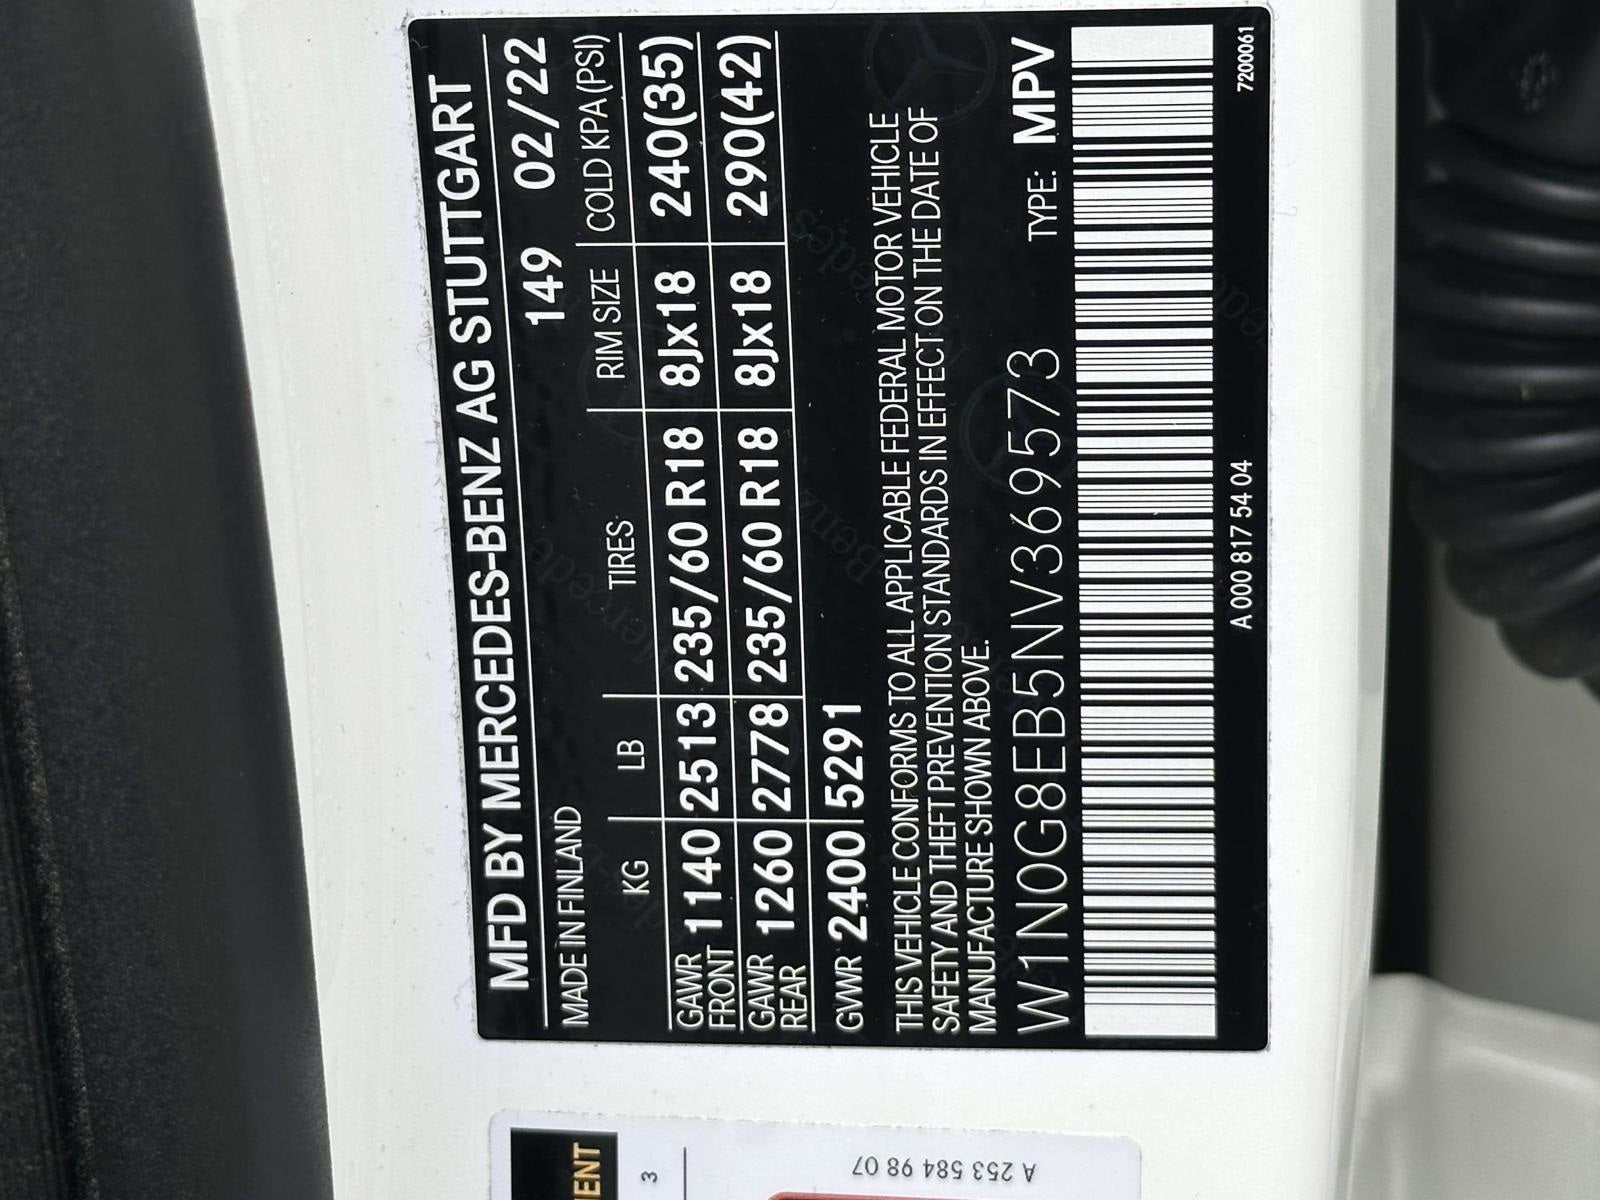 MFD BY MERCEDES-BENZ AG STUTTGART
MADE IN FINLAND 149 02/22
KG LB TIRES RIM SIZE COLD KPA(PSI)
GAWR FRONT 1140 2513 235/60 R18 8Jx18 240(35)
GAWR REAR 1260 2778 235/60 R18 8Jx18 290(42)
GVWR 2400 5291
THIS VEHICLE CONFORMS TO ALL APPLICABLE FEDERAL MOTOR VEHICLE
SAFETY AND THEFT PREVENTION STANDARDS IN EFFECT ON THE DATE OF
MANUFACTURE SHOWN ABOVE.
W1N0G8EB5NV369573 TYPE: MPV
A 000 817 54 04 7200061
3
A 253 584 98 07